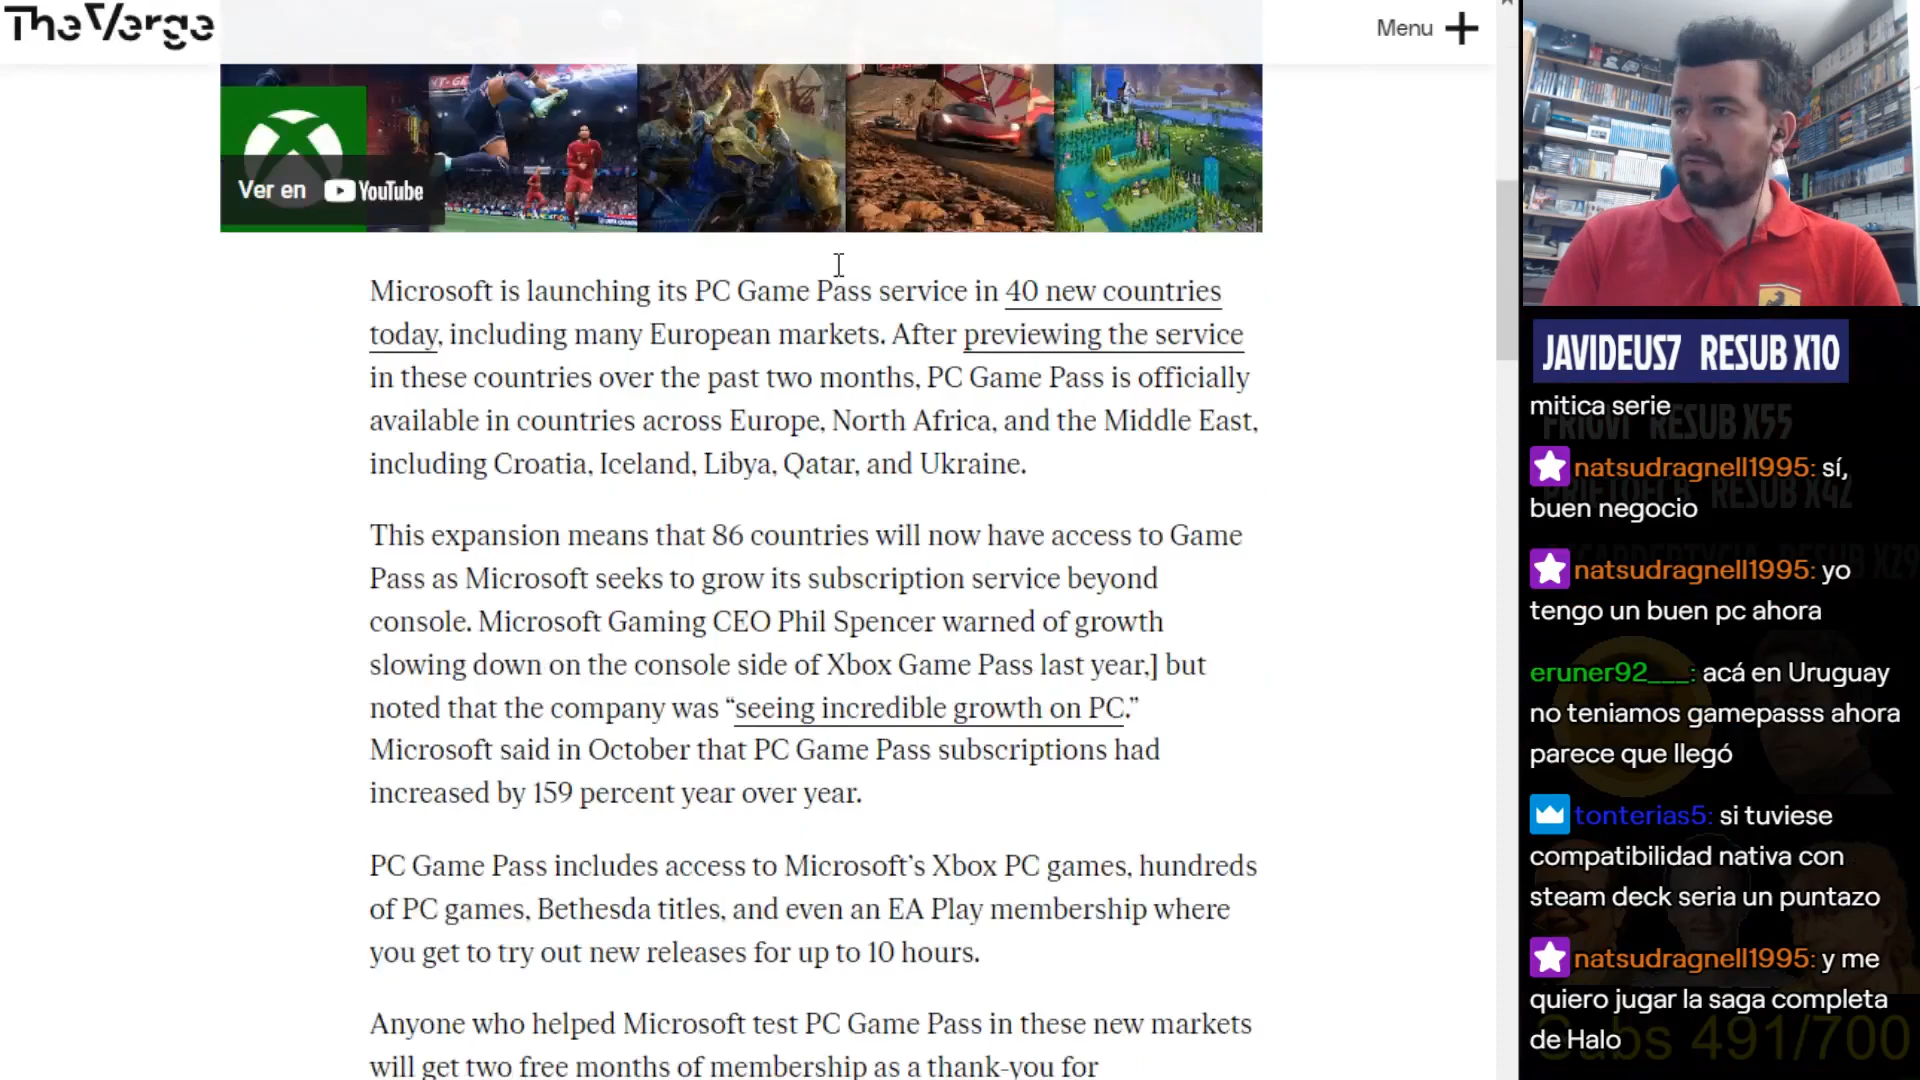 The Verge
Menu
Ver en YouTube
Microsoft is launching its PC Game Pass service in 40 new countries
today, including many European markets. After previewing the service
in these countries over the past two months, PC Game Pass is officially
available in countries across Europe, North Africa, and the Middle East,
including Croatia, Iceland, Libya, Qatar, and Ukraine.
This expansion means that 86 countries will now have access to Game
Pass as Microsoft seeks to grow its subscription service beyond
console. Microsoft Gaming CEO Phil Spencer warned of growth
slowing down on the console side of Xbox Game Pass last year,] but
noted that the company was “seeing incredible growth on PC.”
Microsoft said in October that PC Game Pass subscriptions had
increased by 159 percent year over year.
PC Game Pass includes access to Microsoft’s Xbox PC games, hundreds
of PC games, Bethesda titles, and even an EA Play membership where
you get to try out new releases for up to 10 hours.
Anyone who helped Microsoft test PC Game Pass in these new markets
will get two free months of membership as a thank-you for
JAVIDEUS7 RESUB X10
mitica serie
RESUB X55
natsudragnell1995: sí,
RESUB X42
buen negocio
RESUB X29
natsudragnell1995: yo
tengo un buen pc ahora
eruner92___: acá en Uruguay
no teniamos gamepasss ahora
parece que llegó
tonterias5: si tuviese
compatibilidad nativa con
steam deck seria un puntazo
natsudragnell1995: y me
quiero jugar la saga completa
de Halo
Subs 491/700